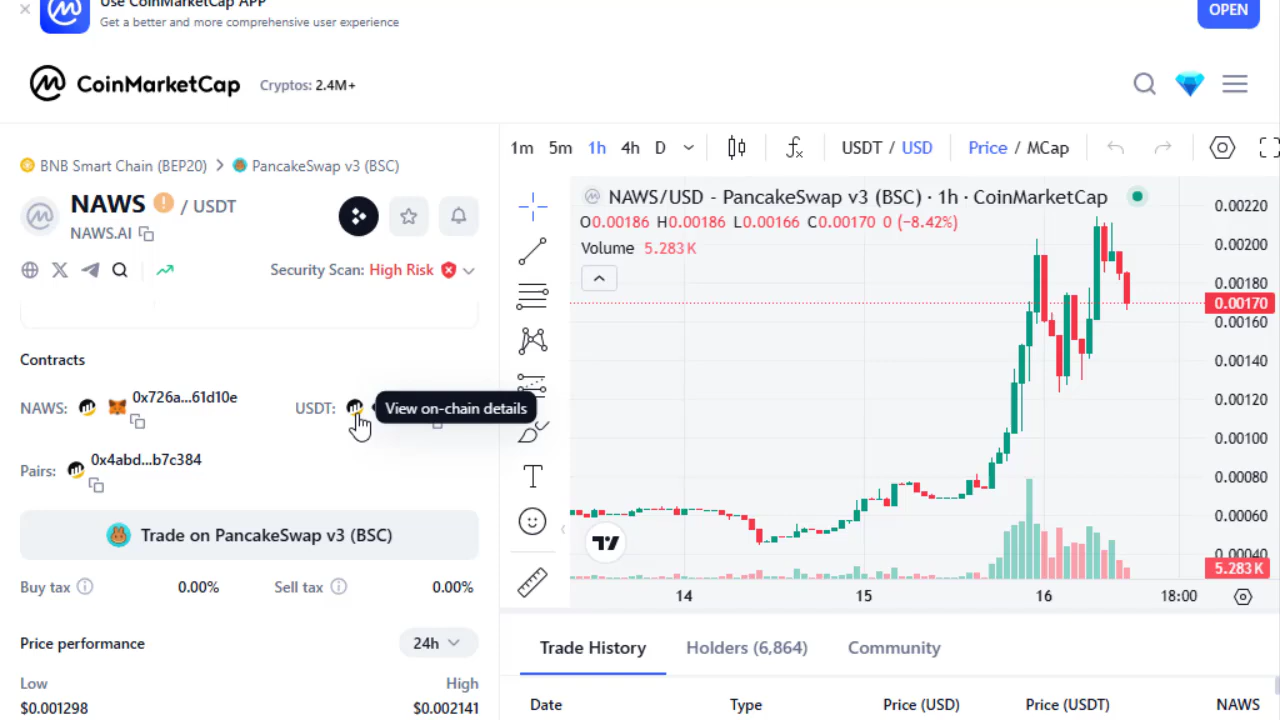 Use CoinMarketCap APP
Get a better and more comprehensive user experience
OPEN
CoinMarketCap
Cryptos: 2.4M+
BNB Smart Chain (BEP20) > PancakeSwap v3 (BSC)
NAWS / USDT
NAWS.AI
Security Scan: High Risk
Contracts
NAWS: 0x726a...61d10e
USDT:
View on-chain details
Pairs: 0x4abd...b7c384
Trade on PancakeSwap v3 (BSC)
Buy tax 0.00%
Sell tax 0.00%
Price performance
24h
Low High
$0.001298 $0.002141
1m 5m 1h 4h D
USDT / USD
Price / MCap
NAWS/USD - PancakeSwap v3 (BSC) · 1h · CoinMarketCap
O0.00186 H0.00186 L0.00166 C0.00170 0 (−8.42%)
Volume 5.283K
0.00220
0.00200
0.00180
0.00170
0.00160
0.00140
0.00120
0.00100
0.00080
0.00060
0.00040
5.283K
14 15 16 18:00
Trade History
Holders (6,864)
Community
Date Type Price (USD) Price (USDT) NAWS